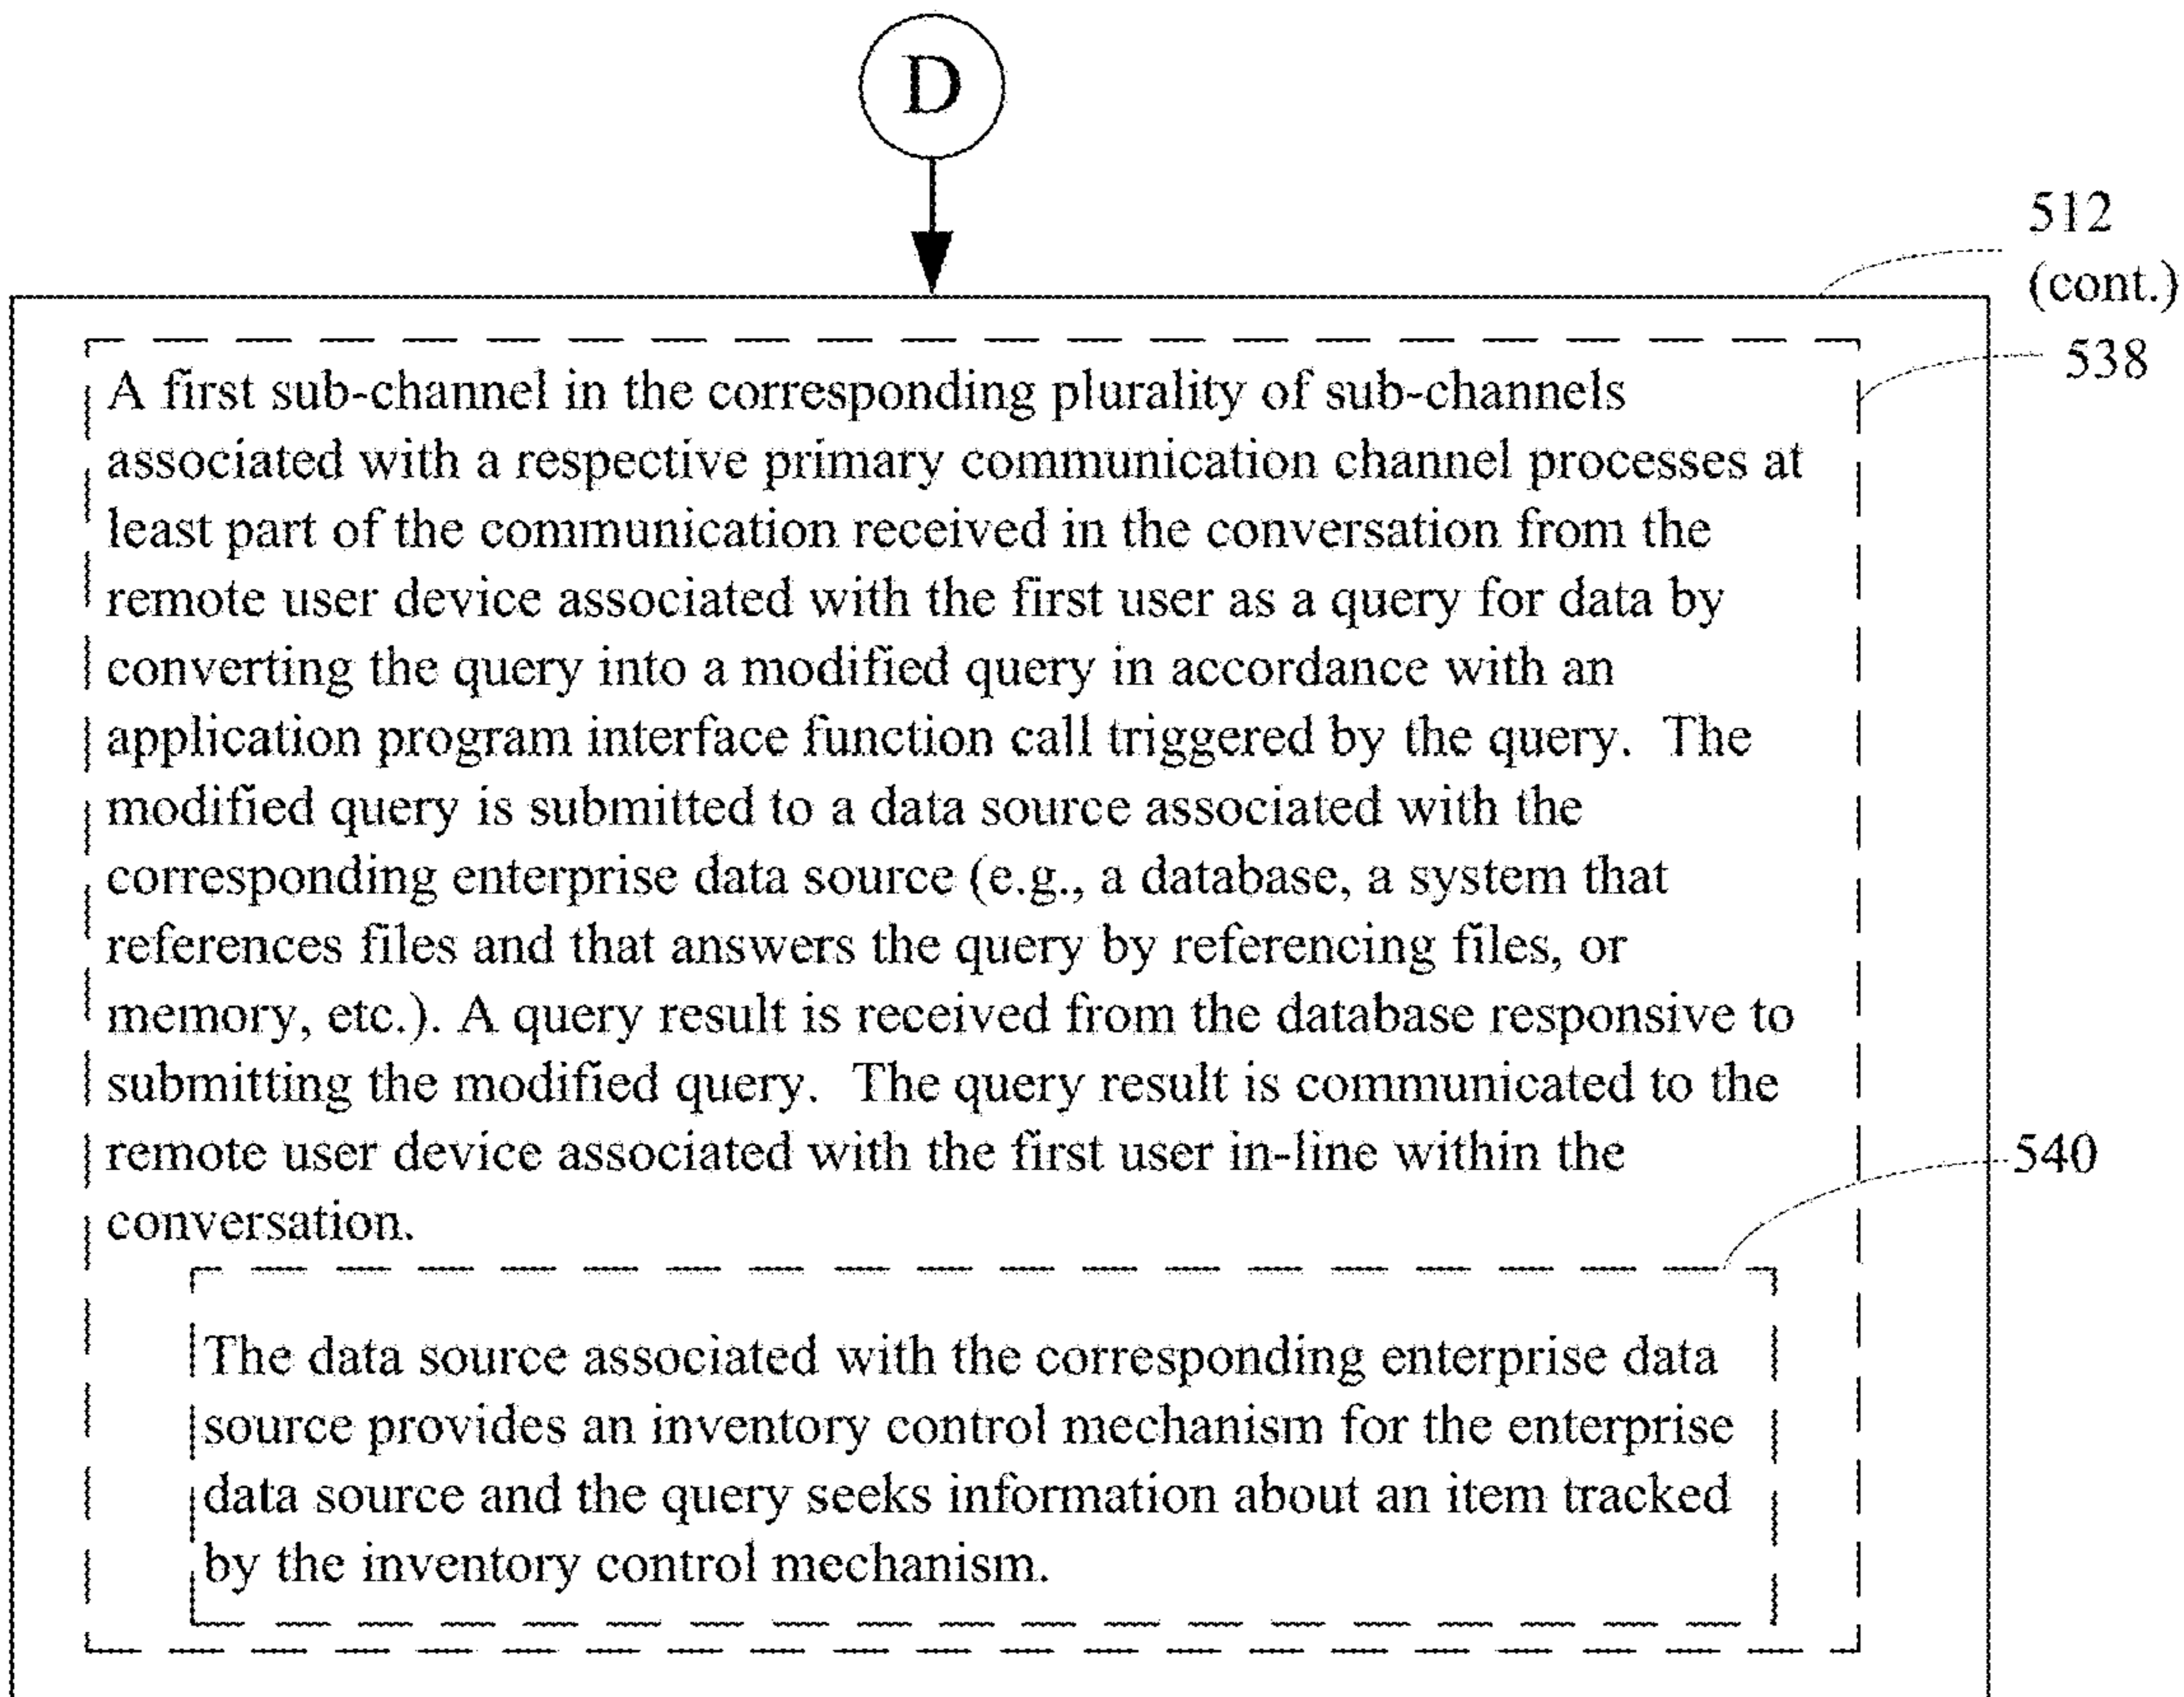 D
512
(cont.)
538
A first sub-channel in the corresponding plurality of sub-channels
associated with a respective primary communication channel processes at
least part of the communication received in the conversation from the
remote user device associated with the first user as a query for data by
converting the query into a modified query in accordance with an
application program interface function call triggered by the query.  The
modified query is submitted to a data source associated with the
corresponding enterprise data source (e.g., a database, a system that
references files and that answers the query by referencing files, or
memory, etc.). A query result is received from the database responsive to
submitting the modified query.  The query result is communicated to the
remote user device associated with the first user in-line within the
conversation.
540
The data source associated with the corresponding enterprise data
source provides an inventory control mechanism for the enterprise
data source and the query seeks information about an item tracked
by the inventory control mechanism.